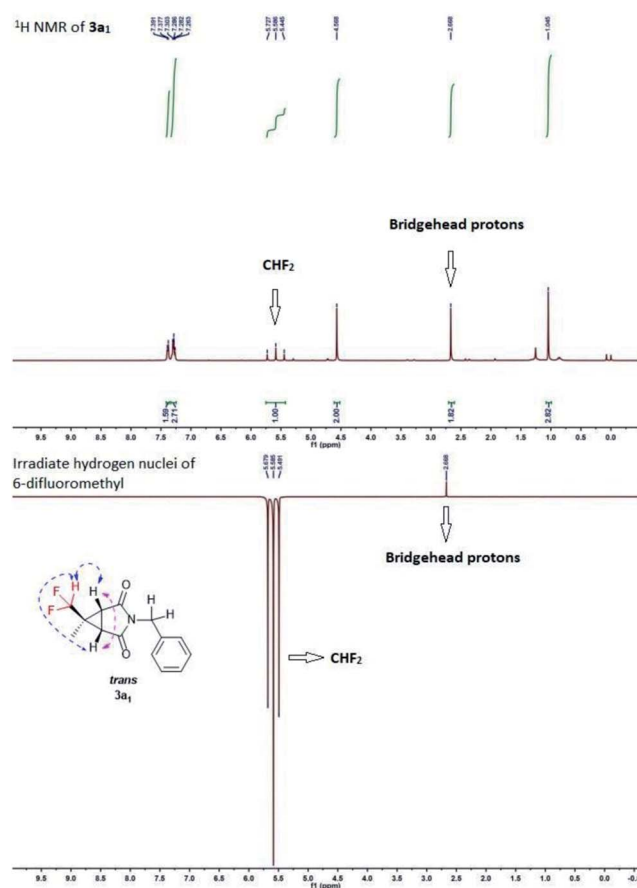 ¹H NMR of 3a₁
7.391
7.377
7.303
7.286
7.282
7.263
5.727
5.586
5.445
4.569
2.668
1.045
Bridgehead protons
CHF₂
1.59
2.71
1.00
2.00
1.82
2.82
9.5 9.0 8.5 8.0 7.5 7.0 6.5 6.0 5.5 5.0 4.5 4.0 3.5 3.0 2.5 2.0 1.5 1.0 0.5 0.0
f1 (ppm)
Irradiate hydrogen nuclei of
6-difluoromethyl
5.679
5.585
5.491
2.668
Bridgehead protons
F H H O H
F N H
H O
CHF₂
trans
3a₁
9.5 9.0 8.5 8.0 7.5 7.0 6.5 6.0 5.5 5.0 4.5 4.0 3.5 3.0 2.5 2.0 1.5 1.0 0.5 0.0
f1 (ppm)